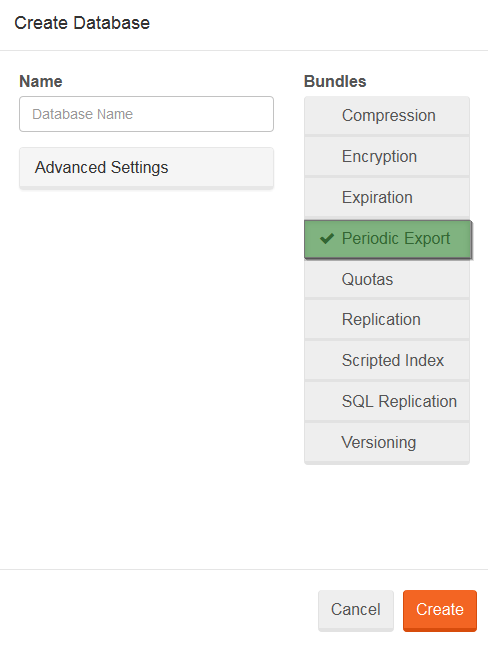 Create Database
Name
Database Name
Advanced Settings
Bundles
Compression
Encryption
Expiration
Periodic Export
Quotas
Replication
Scripted Index
SQL Replication
Versioning
Cancel
Create